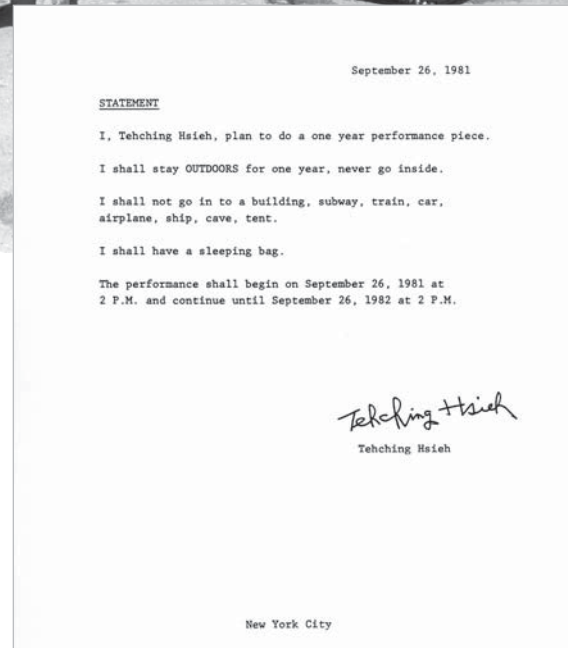 September 26, 1981
STATEMENT
I, Tehching Hsieh, plan to do a one year performance piece.
I shall stay OUTDOORS for one year, never go inside.
I shall not go in to a building, subway, train, car,
airplane, ship, cave, tent.
I shall have a sleeping bag.
The performance shall begin on September 26, 1981 at
2 P.M. and continue until September 26, 1982 at 2 P.M.
Tehching Hsieh
Tehching Hsieh
New York City